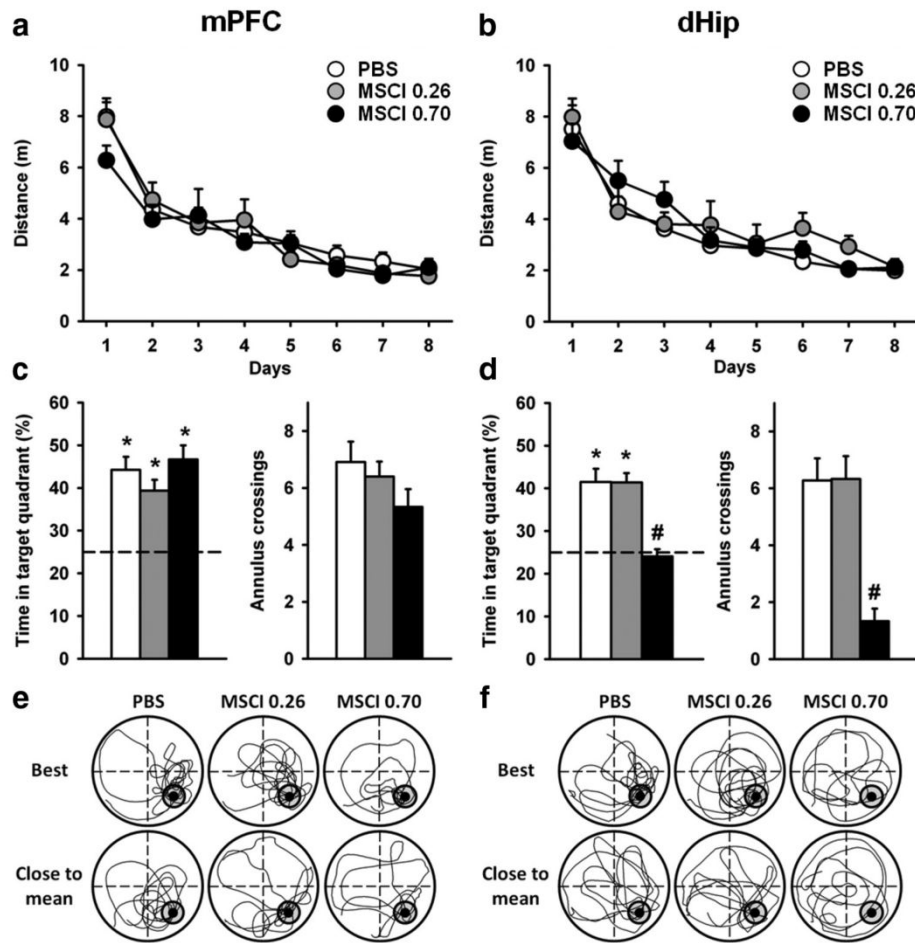 a mPFC
b dHip
PBS
MSCI 0.26
MSCI 0.70
Distance (m)
10
8
6
4
2
0
1 2 3 4 5 6 7 8
Days
PBS
MSCI 0.26
MSCI 0.70
Distance (m)
10
8
6
4
2
0
1 2 3 4 5 6 7 8
Days
c
Time in target quadrant (%)
60
50
40
30
20
10
0
* * *
Annulus crossings
8
6
4
2
0
d
Time in target quadrant (%)
60
50
40
30
20
10
0
* * #
Annulus crossings
8
6
4
2
0
#
e
PBS MSCI 0.26 MSCI 0.70
Best
Close to
mean
f
PBS MSCI 0.26 MSCI 0.70
Best
Close to
mean